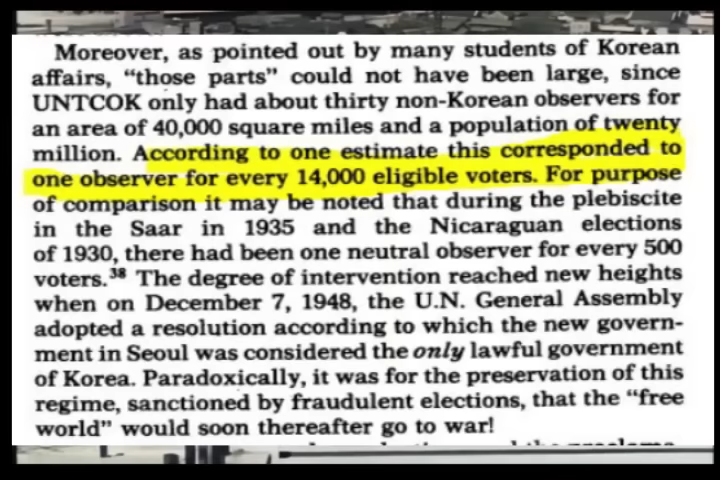 Moreover, as pointed out by many students of Korean
affairs, “those parts” could not have been large, since
UNTCOK only had about thirty non-Korean observers for
an area of 40,000 square miles and a population of twenty
million. According to one estimate this corresponded to
one observer for every 14,000 eligible voters. For purpose
of comparison it may be noted that during the plebiscite
in the Saar in 1935 and the Nicaraguan elections
of 1930, there had been one neutral observer for every 500
voters.³⁸ The degree of intervention reached new heights
when on December 7, 1948, the U.N. General Assembly
adopted a resolution according to which the new govern-
ment in Seoul was considered the only lawful government
of Korea. Paradoxically, it was for the preservation of this
regime, sanctioned by fraudulent elections, that the “free
world” would soon thereafter go to war!